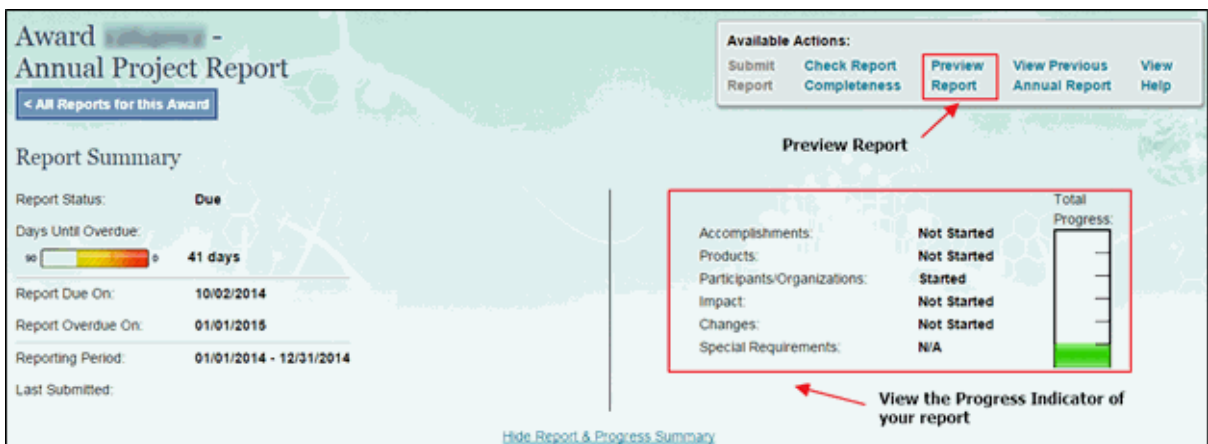 Award -
Annual Project Report
< All Reports for this Award
Available Actions:
Submit Report
Check Report Completeness
Preview Report
View Previous Annual Report
View Help
Preview Report
Report Summary
Report Status: Due
Days Until Overdue:
90 0 41 days
Report Due On: 10/02/2014
Report Overdue On: 01/01/2015
Reporting Period: 01/01/2014 - 12/31/2014
Last Submitted:
Total
Progress:
Accomplishments: Not Started
Products: Not Started
Participants/Organizations: Started
Impact: Not Started
Changes: Not Started
Special Requirements: N/A
View the Progress Indicator of
your report
Hide Report & Progress Summary